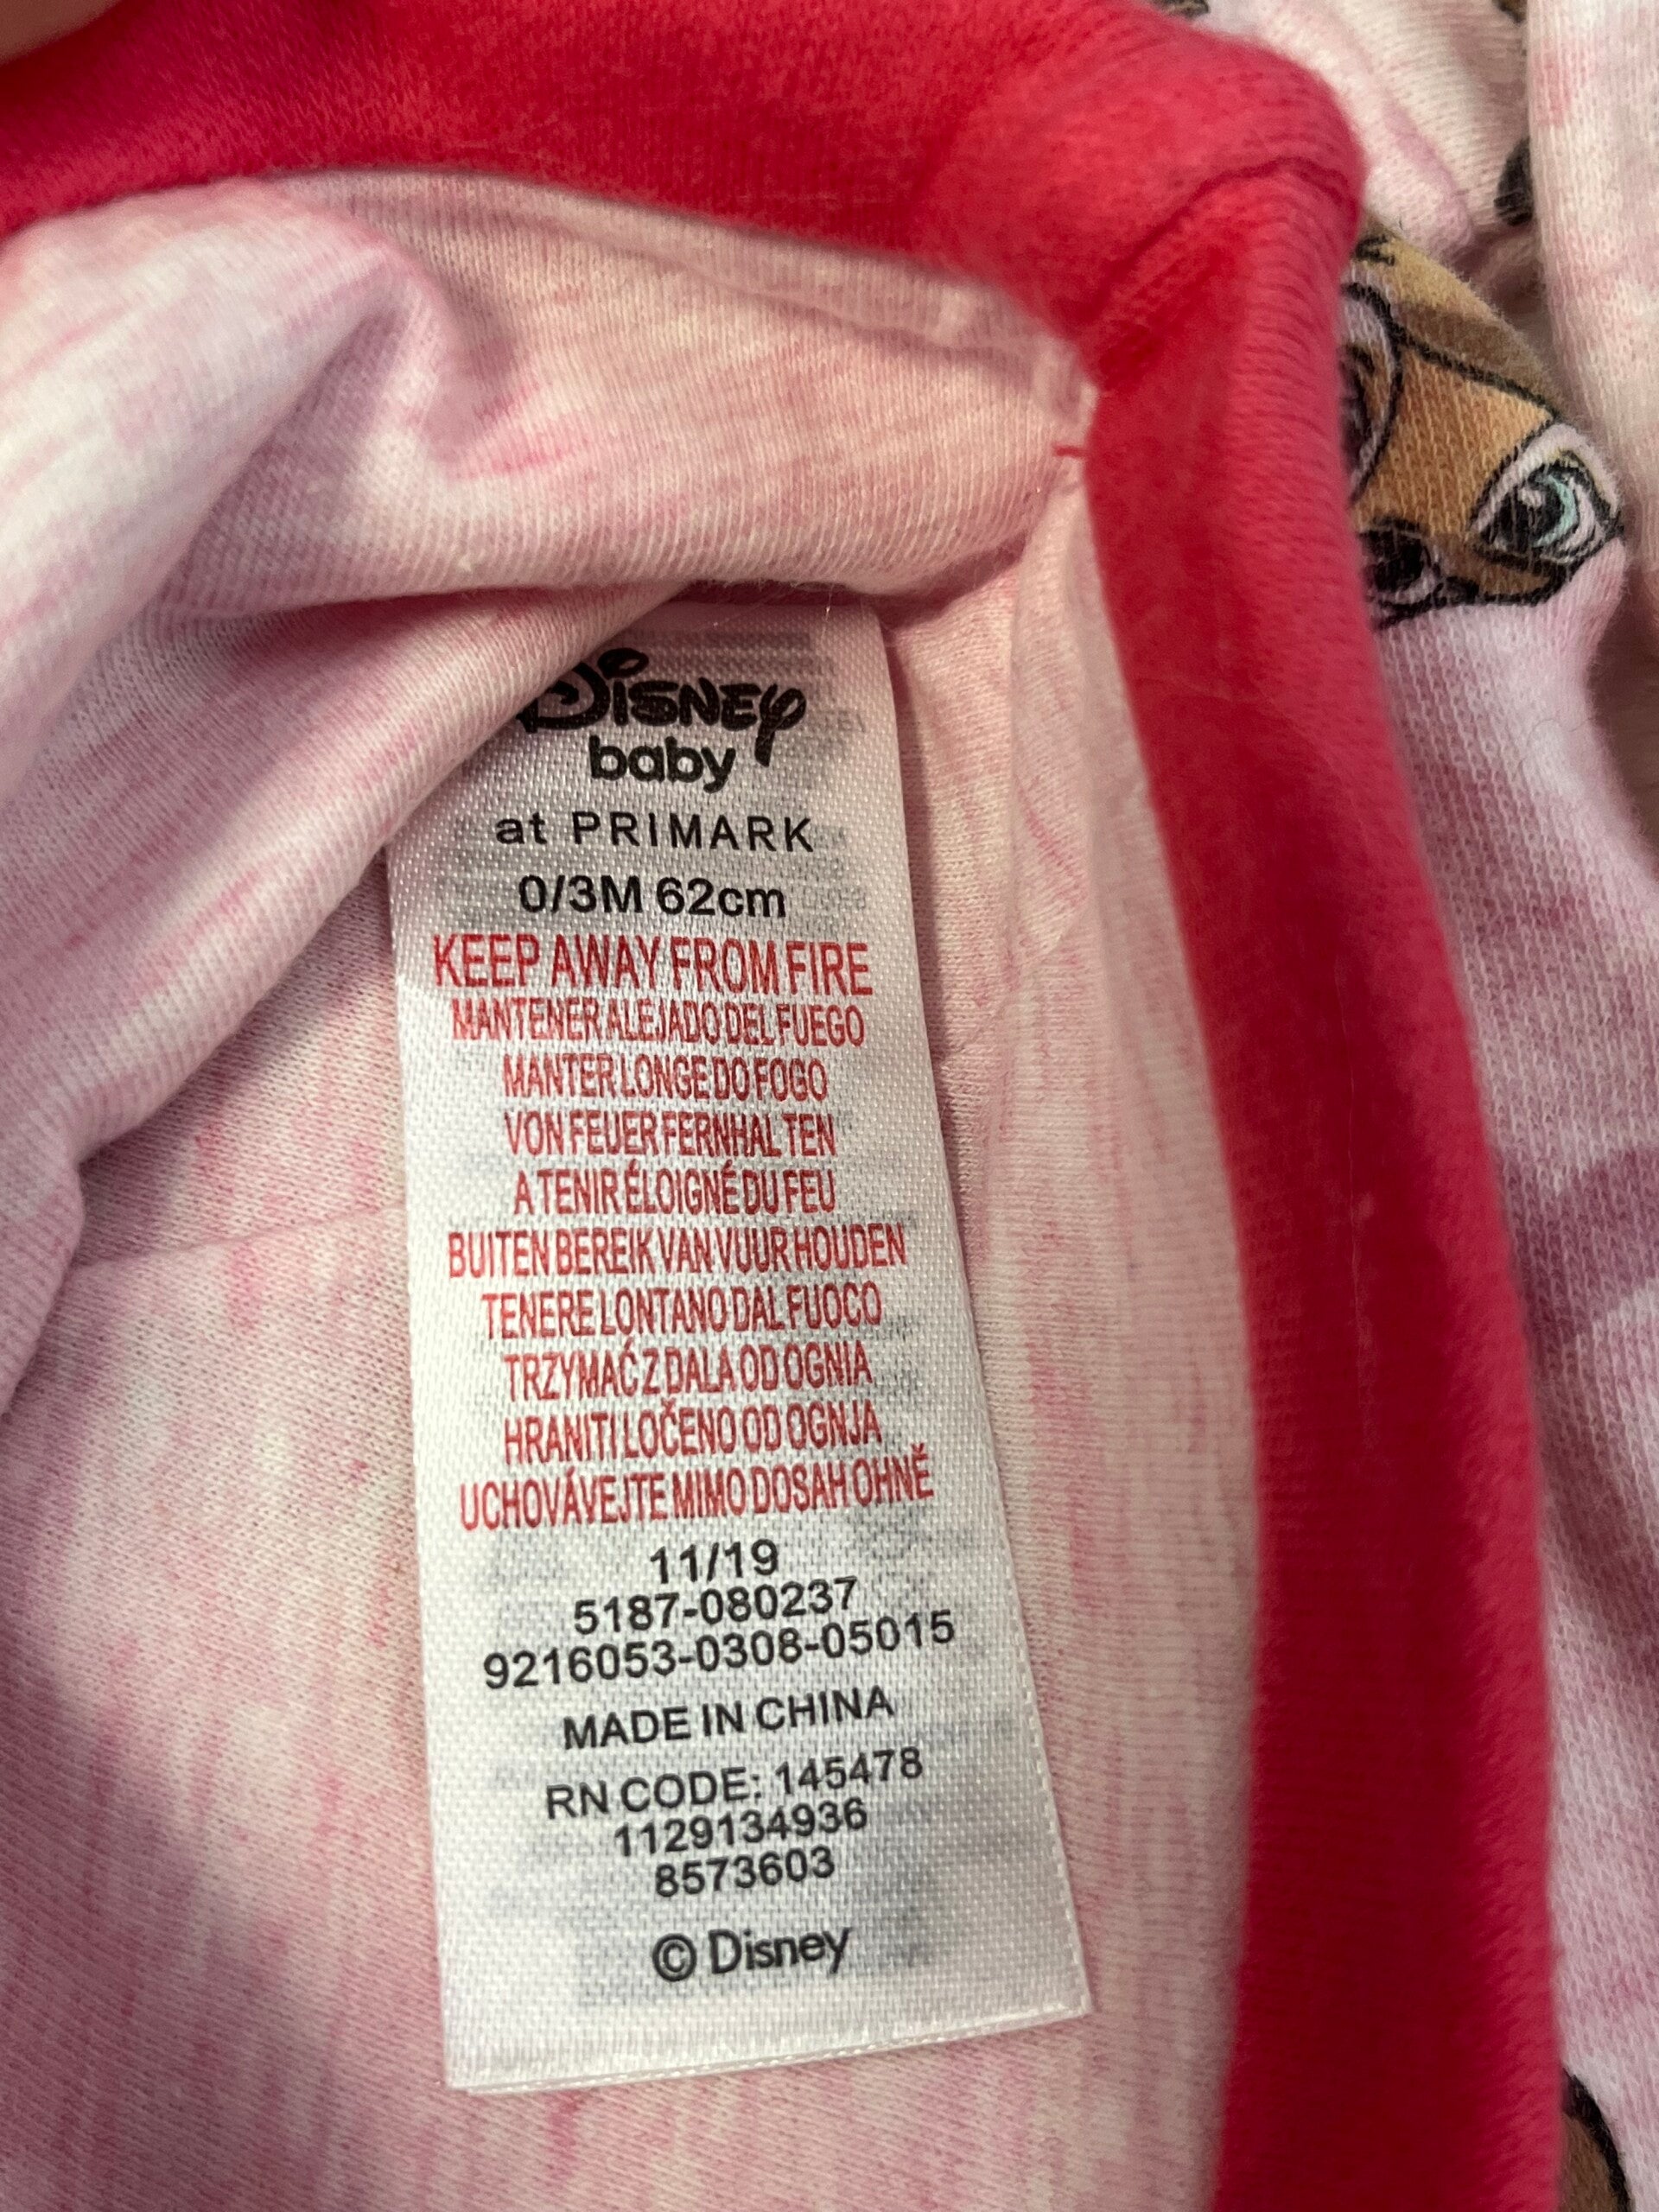 Disney
baby
at PRIMARK
0/3M 62cm
KEEP AWAY FROM FIRE
MANTENER ALEJADO DEL FUEGO
MANTER LONGE DO FOGO
VON FEUER FERNHALTEN
A TENIR ÉLOIGNÉ DU FEU
BUITEN BEREIK VAN VUUR HOUDEN
TENERE LONTANO DAL FUOCO
TRZYMAĆ Z DALA OD OGNIA
HRANITI LOČENO OD OGNJA
UCHOVÁVEJTE MIMO DOSAH OHNĚ
11/19
5187-080237
9216053-0308-05015
MADE IN CHINA
RN CODE: 145478
1129134936
8573603
© Disney